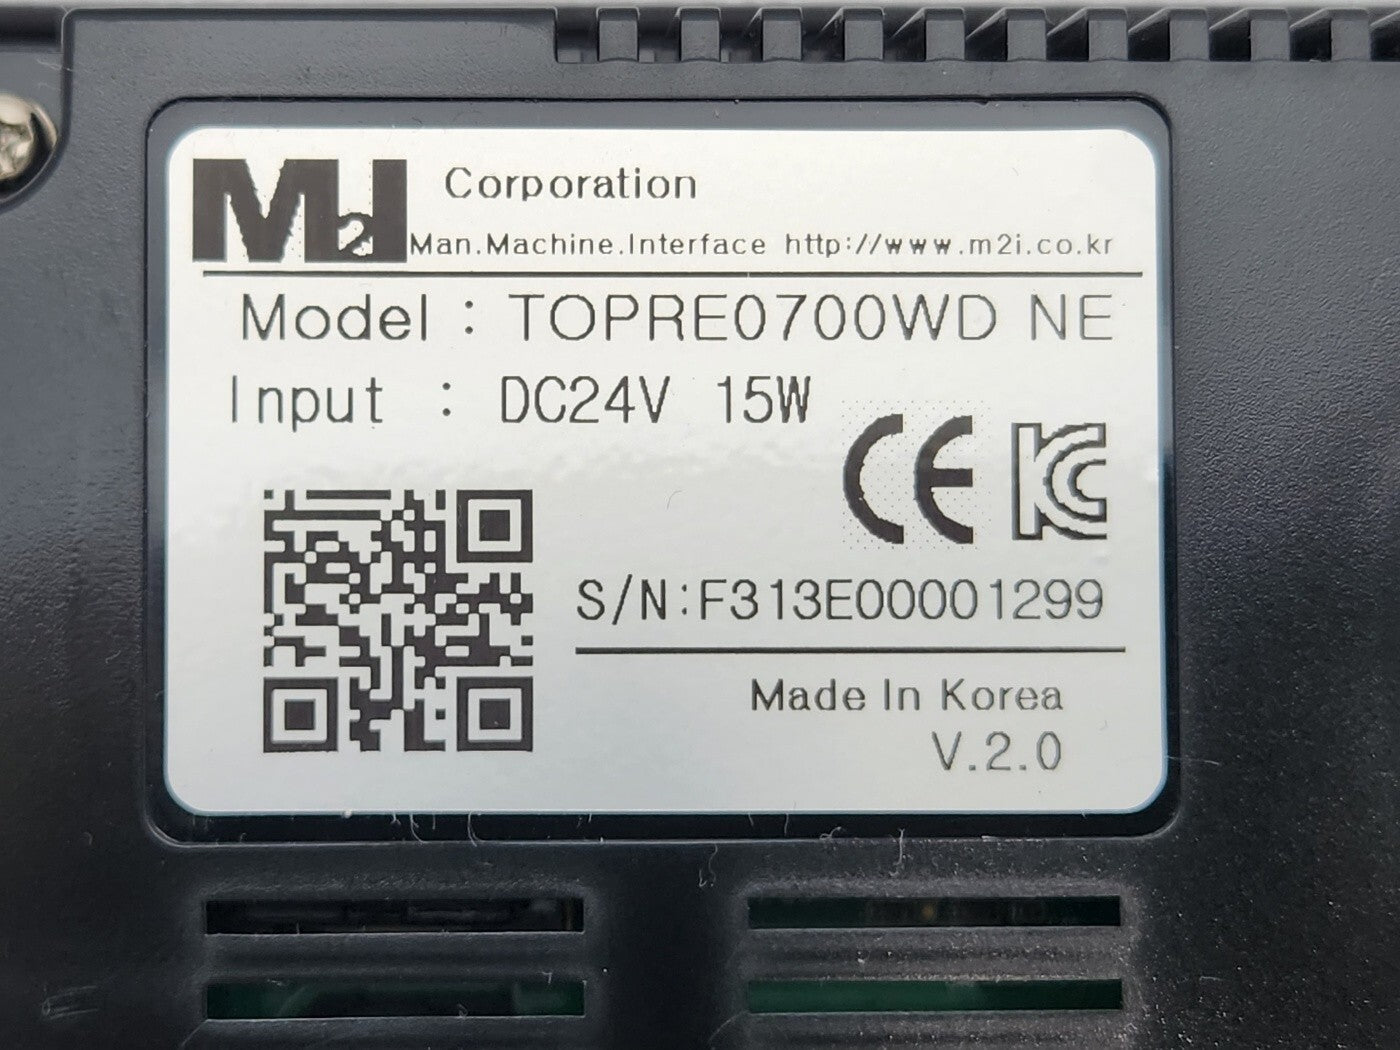 M2I Corporation
Man.Machine.Interface http://www.m2i.co.kr
Model : TOPRE0700WD NE
Input : DC24V 15W
CE KC
S/N:F313E00001299
Made In Korea
V.2.0